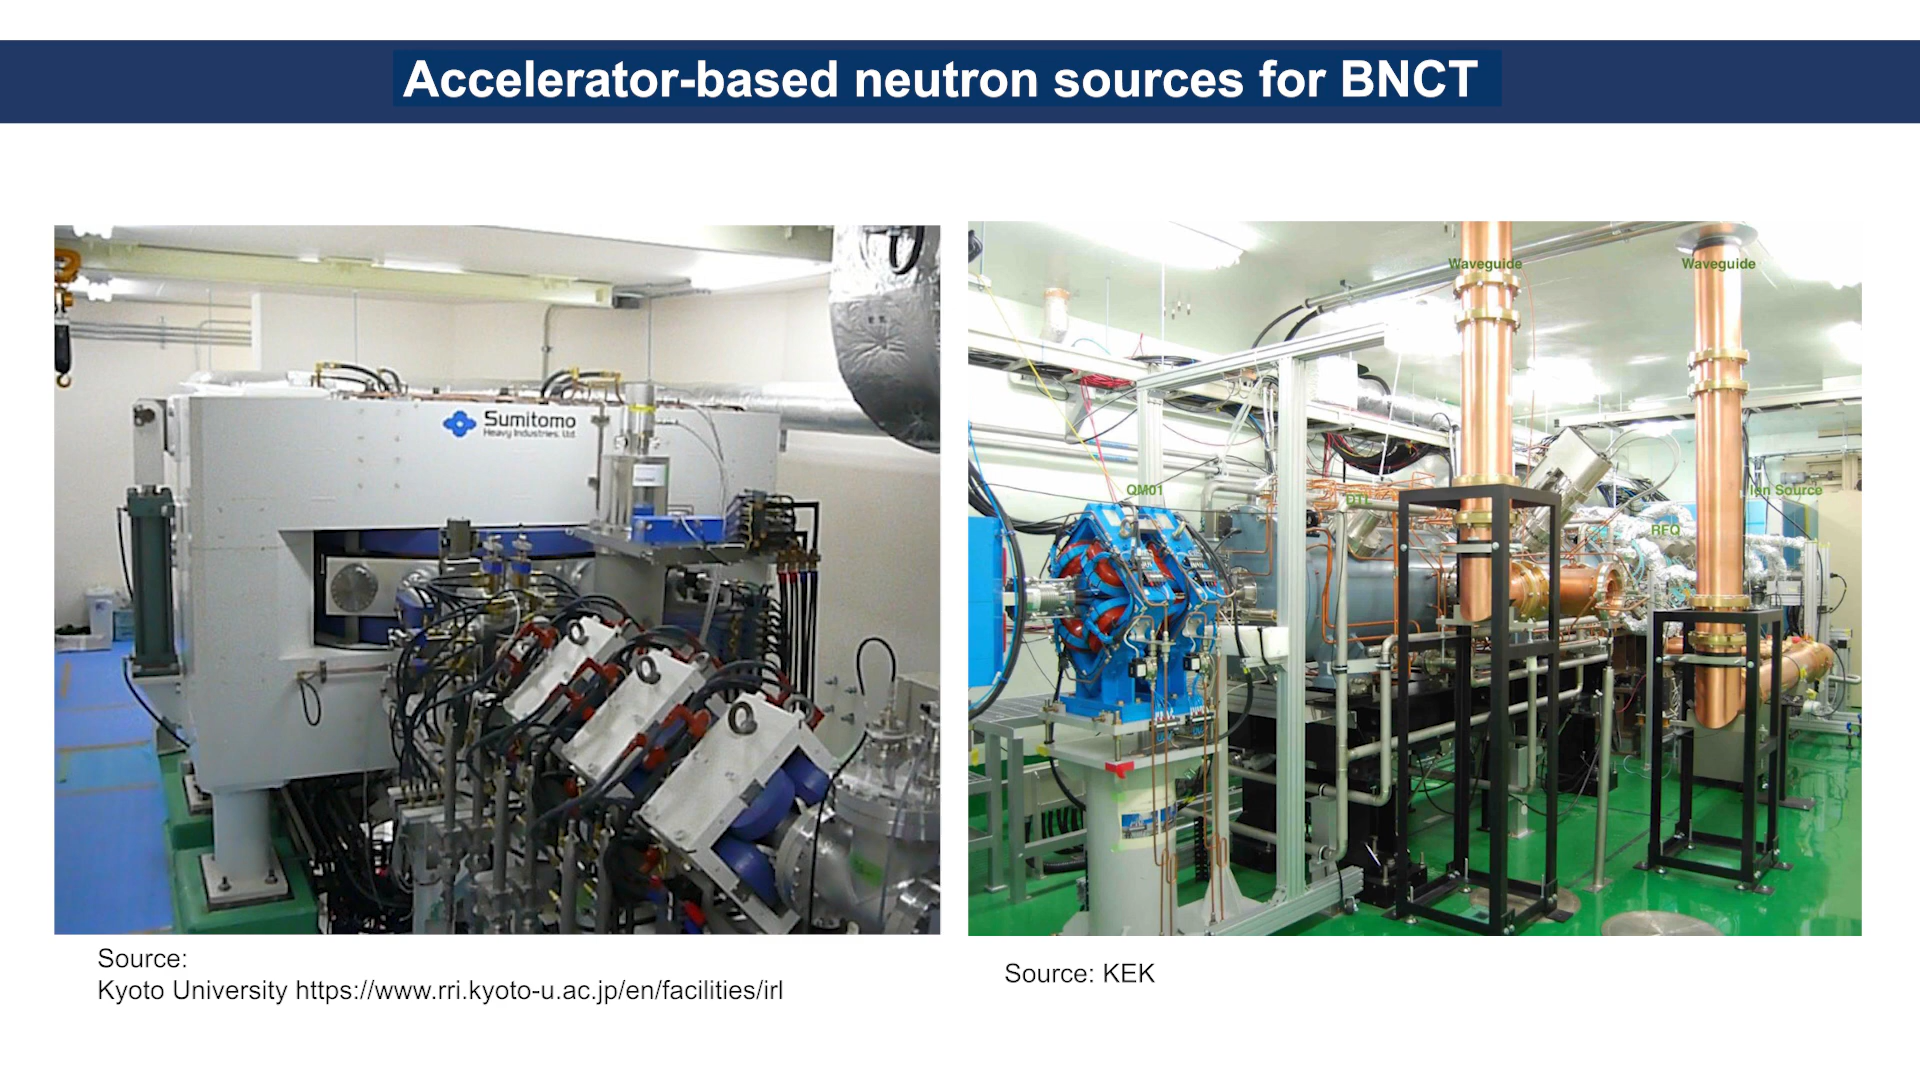 Accelerator-based neutron sources for BNCT
Sumitomo
Heavy Industries, Ltd.
Waveguide
Waveguide
QM01
DTL
Ion Source
RFQ
Source:
Kyoto University https://www.rri.kyoto-u.ac.jp/en/facilities/irl
Source: KEK